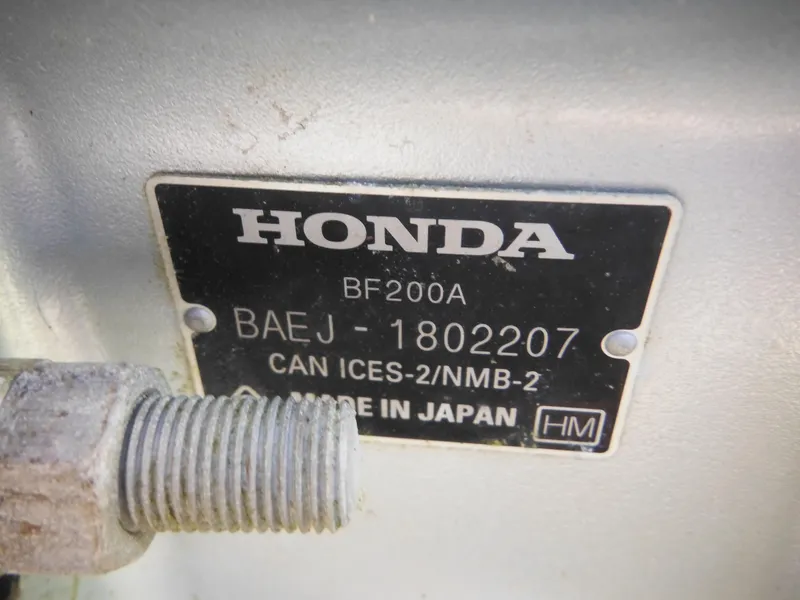 HONDA
BF200A
BAEJ - 1802207
CAN ICES-2/NMB-2
MADE IN JAPAN
HM